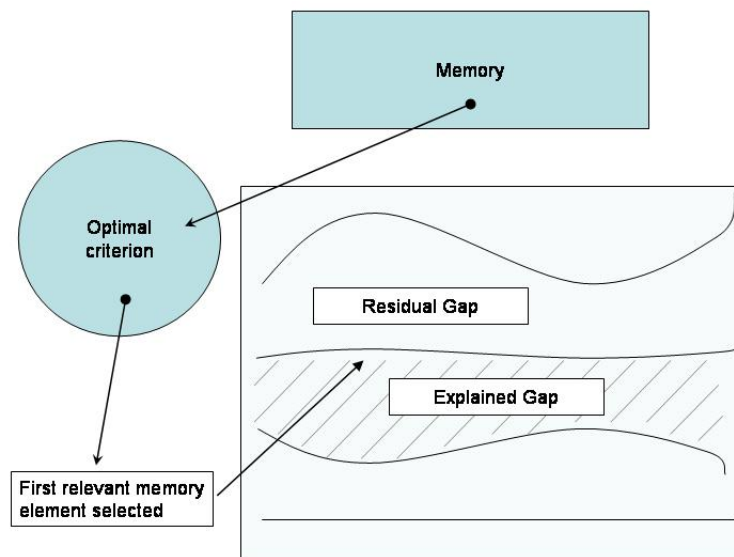 Memory
Optimal
criterion
Residual Gap
Explained Gap
First relevant memory
element selected